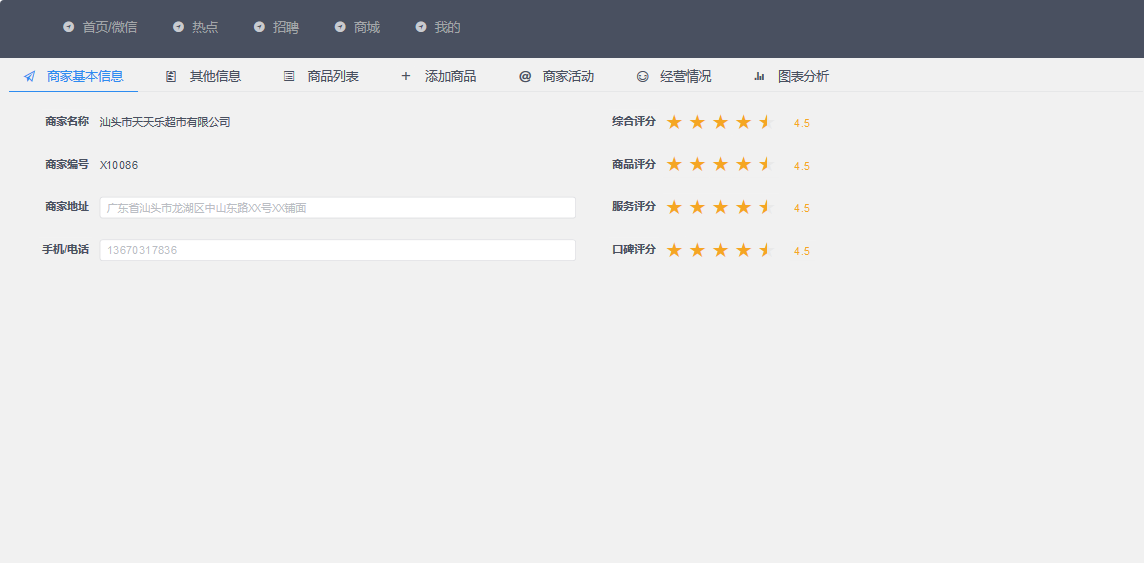 首页/微信 热点 招聘 商城 我的
商家基本信息 其他信息 商品列表 添加商品 商家活动 经营情况 图表分析
商家名称 汕头市天天乐超市有限公司 综合评分 4.5
商家编号 X10086 商品评分 4.5
商家地址 广东省汕头市龙湖区中山东路XX号XX铺面 服务评分 4.5
手机/电话 13670317836 口碑评分 4.5